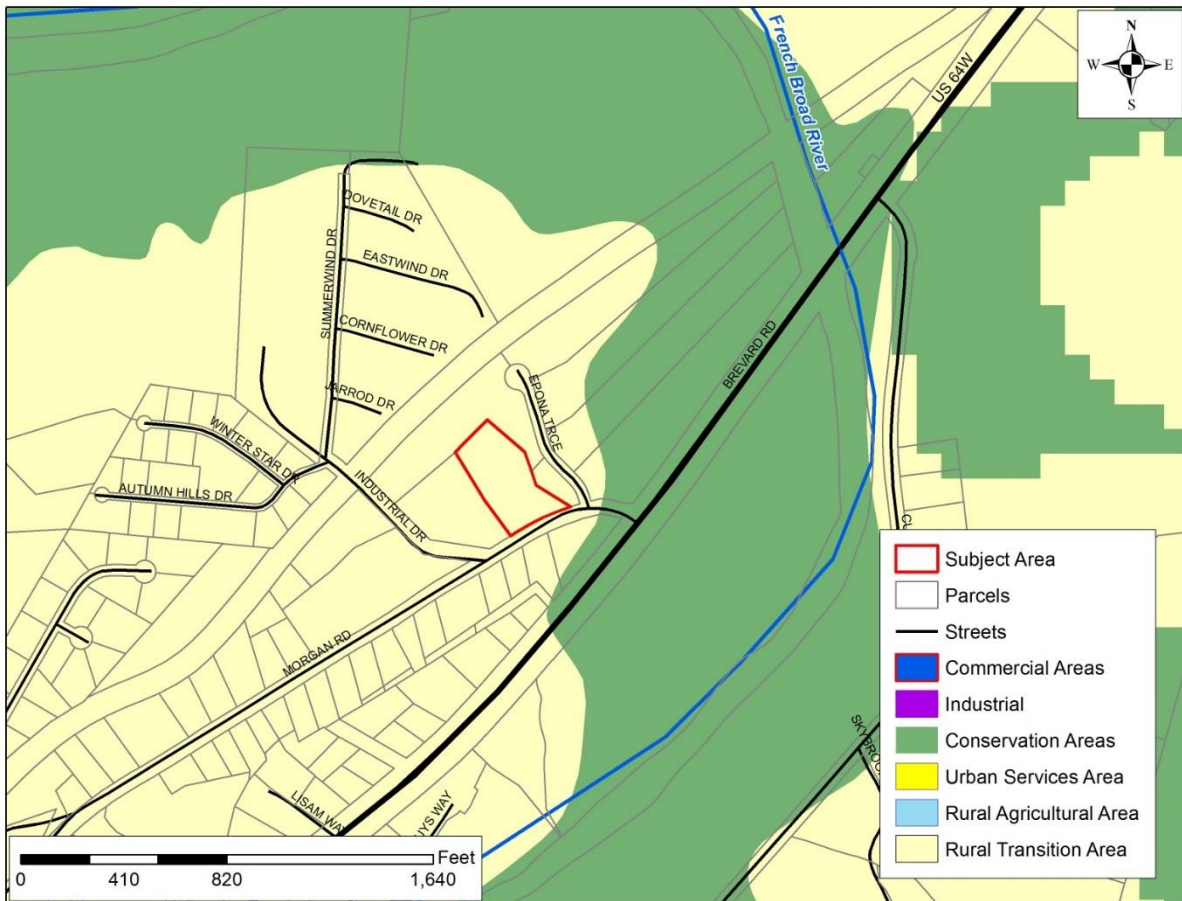 French Broad River
US 64W
N
W E
S
DOVETAIL DR
SUMMERWIND DR
EASTWIND DR
CORNFLOWER DR
JARROD DR
EPONA TRCE
BREVARD RD
WINTER STAR DR
AUTUMN HILLS DR
INDUSTRIAL DR
MORGAN RD
LISAM WAY
Subject Area
Parcels
Streets
Commercial Areas
Industrial
Conservation Areas
Urban Services Area
Rural Agricultural Area
Rural Transition Area
Feet
0 410 820 1,640